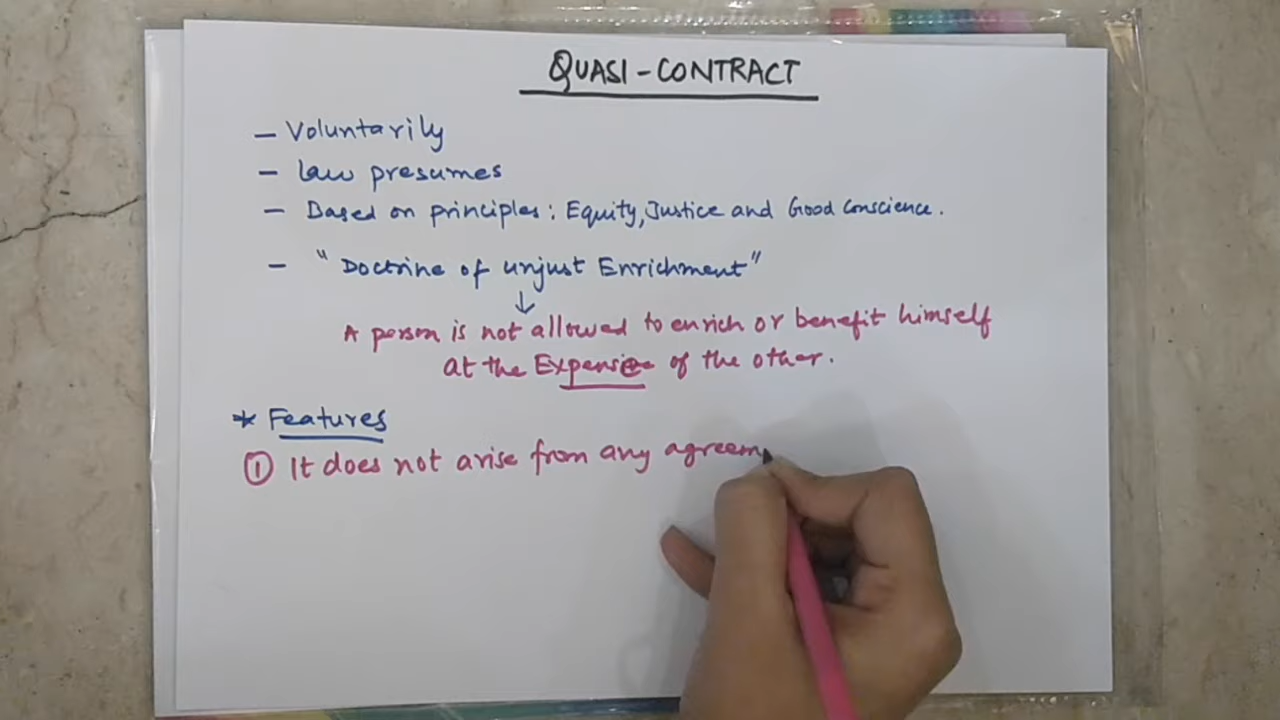 QUASI-CONTRACT
- Voluntarily
- Law presumes
- Based on principles: Equity, Justice and Good Conscience.
- "Doctrine of unjust Enrichment"
↓
A person is not allowed to enrich or benefit himself
at the Expense of the other.
* Features
① It does not arise from any agreem